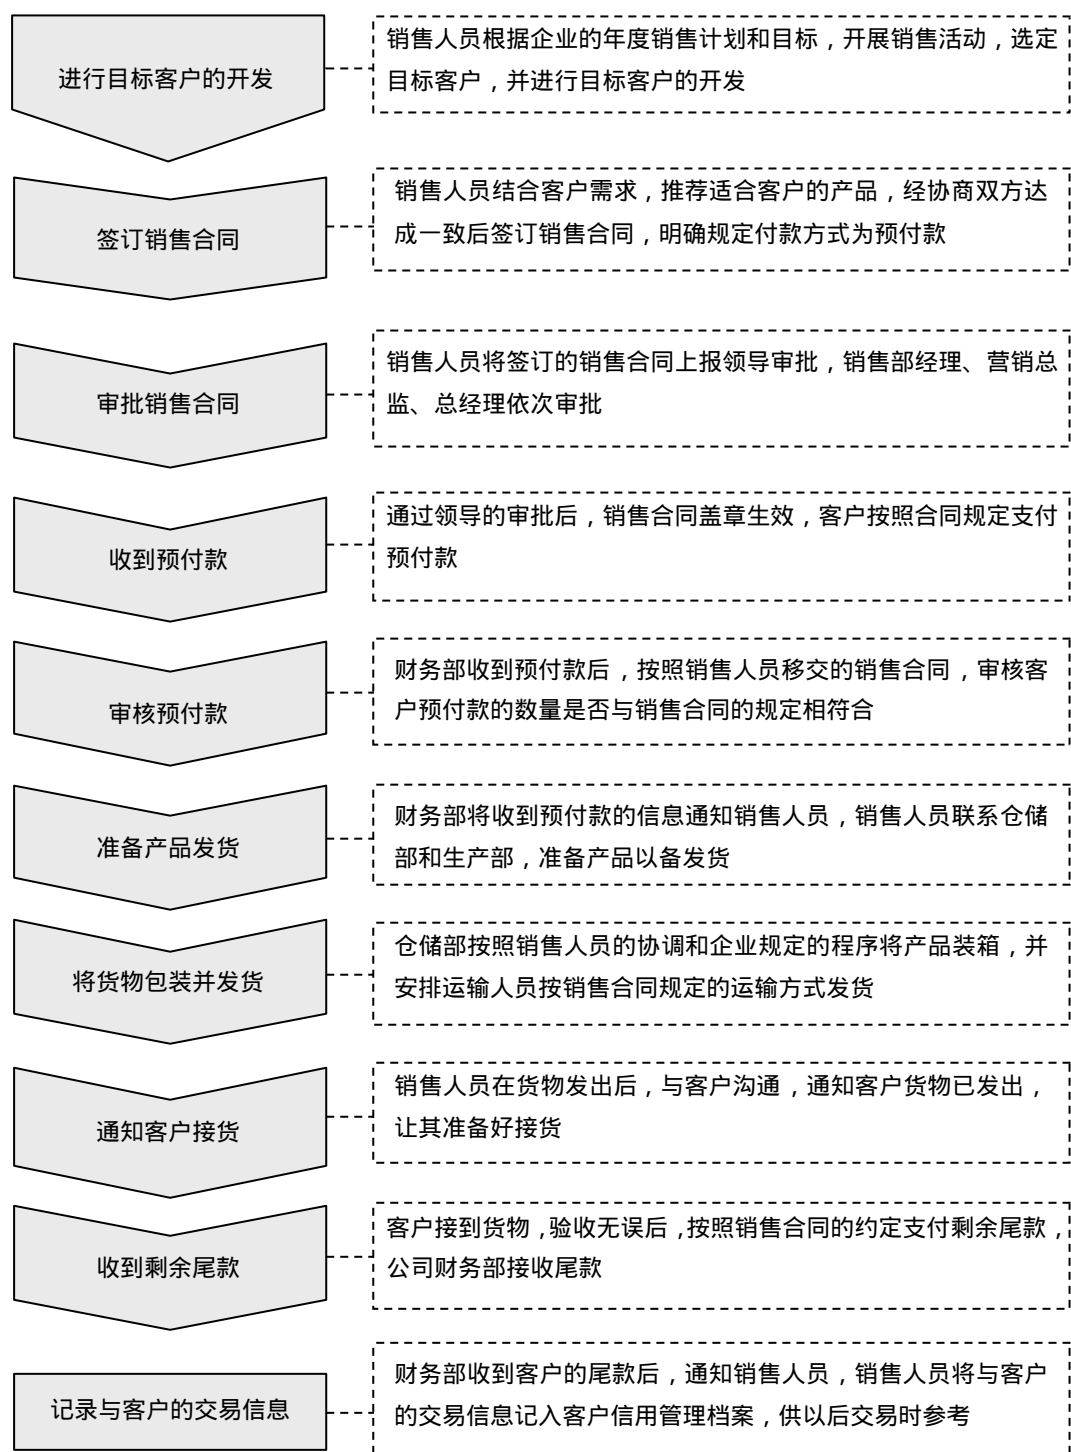 进行目标客户的开发
销售人员根据企业的年度销售计划和目标，开展销售活动，选定
目标客户，并进行目标客户的开发
签订销售合同
销售人员结合客户需求，推荐适合客户的产品，经协商双方达
成一致后签订销售合同，明确规定付款方式为预付款
审批销售合同
销售人员将签订的销售合同上报领导审批，销售部经理、营销总
监、总经理依次审批
收到预付款
通过领导的审批后，销售合同盖章生效，客户按照合同规定支付
预付款
审核预付款
财务部收到预付款后，按照销售人员移交的销售合同，审核客
户预付款的数量是否与销售合同的规定相符合
准备产品发货
财务部将收到预付款的信息通知销售人员，销售人员联系仓储
部和生产部，准备产品以备发货
将货物包装并发货
仓储部按照销售人员的协调和企业规定的程序将产品装箱，并
安排运输人员按销售合同规定的运输方式发货
通知客户接货
销售人员在货物发出后，与客户沟通，通知客户货物已发出，
让其准备好接货
收到剩余尾款
客户接到货物，验收无误后，按照销售合同的约定支付剩余尾款，
公司财务部接收尾款
记录与客户的交易信息
财务部收到客户的尾款后，通知销售人员，销售人员将与客户
的交易信息记入客户信用管理档案，供以后交易时参考